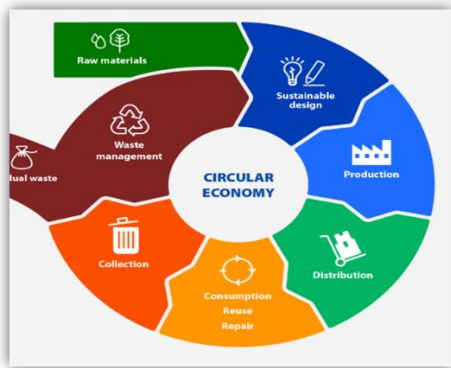 Raw materials
Sustainable
design
Waste
management
dual waste
CIRCULAR
ECONOMY
Production
Collection
Distribution
Consumption
Reuse
Repair